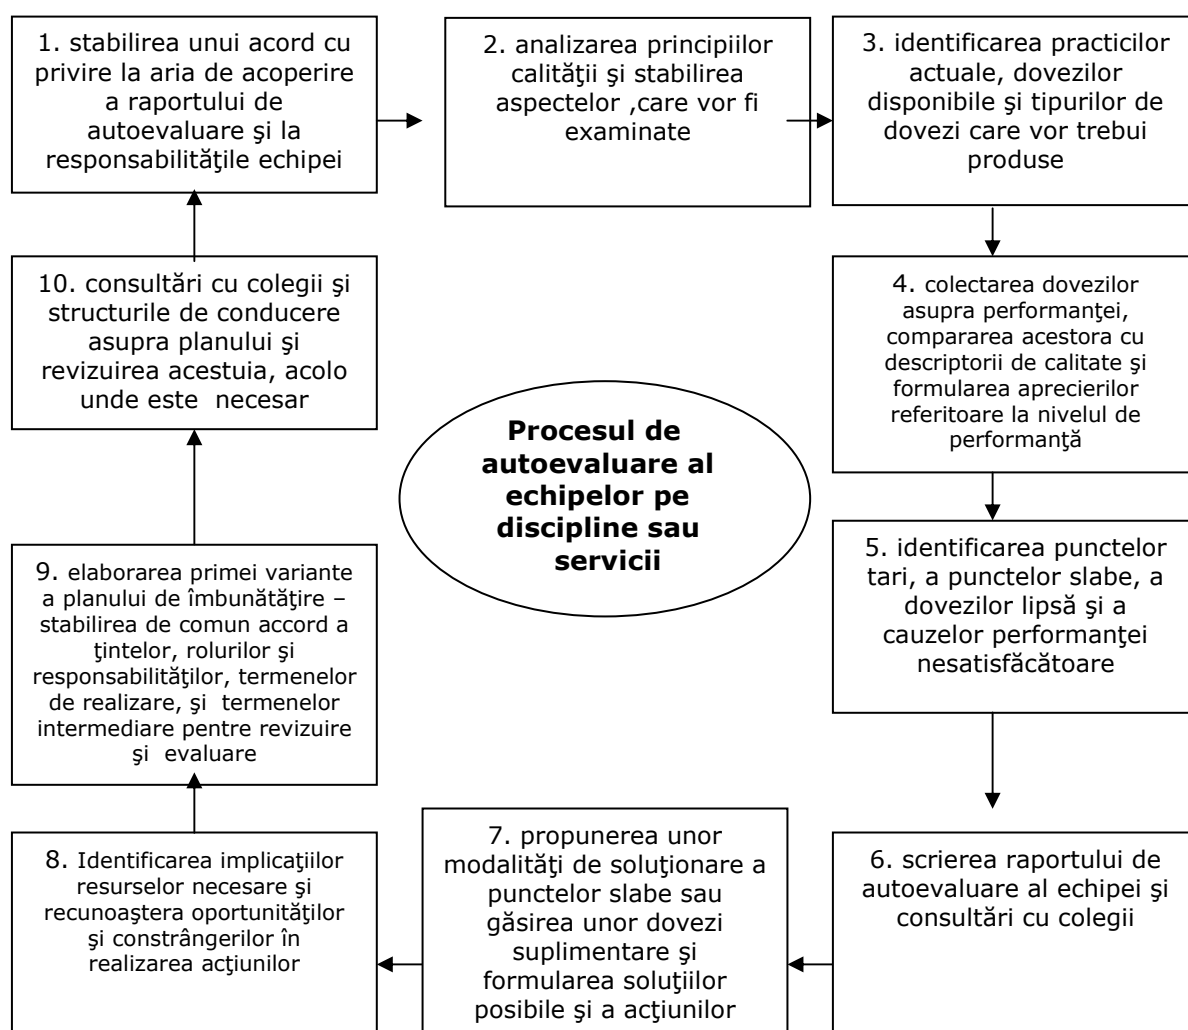 1. stabilirea unui acord cu
privire la aria de acoperire
a raportului de
autoevaluare şi la
responsabilităţile echipei
2. analizarea principiilor
calităţii şi stabilirea
aspectelor ,care vor fi
examinate
3. identificarea practicilor
actuale, dovezilor
disponibile şi tipurilor de
dovezi care vor trebui
produse
4. colectarea dovezilor
asupra performanţei,
compararea acestora cu
descriptorii de calitate şi
formularea aprecierilor
referitoare la nivelul de
performanţă
5. identificarea punctelor
tari, a punctelor slabe, a
dovezilor lipsă şi a
cauzelor performanţei
nesatisfăcătoare
6. scrierea raportului de
autoevaluare al echipei şi
consultări cu colegii
7. propunerea unor
modalităţi de soluţionare a
punctelor slabe sau
găsirea unor dovezi
suplimentare şi
formularea soluţiilor
posibile şi a acţiunilor
8. Identificarea implicaţiilor
resurselor necesare şi
recunoaştera oportunităţilor
şi constrângerilor în
realizarea acţiunilor
9. elaborarea primei variante
a planului de îmbunătăţire –
stabilirea de comun accord a
ţintelor, rolurilor şi
responsabilităţilor, termenelor
de realizare, şi termenelor
intermediare pentre revizuire
şi evaluare
10. consultări cu colegii şi
structurile de conducere
asupra planului şi
revizuirea acestuia, acolo
unde este necesar
Procesul de
autoevaluare al
echipelor pe
discipline sau
servicii